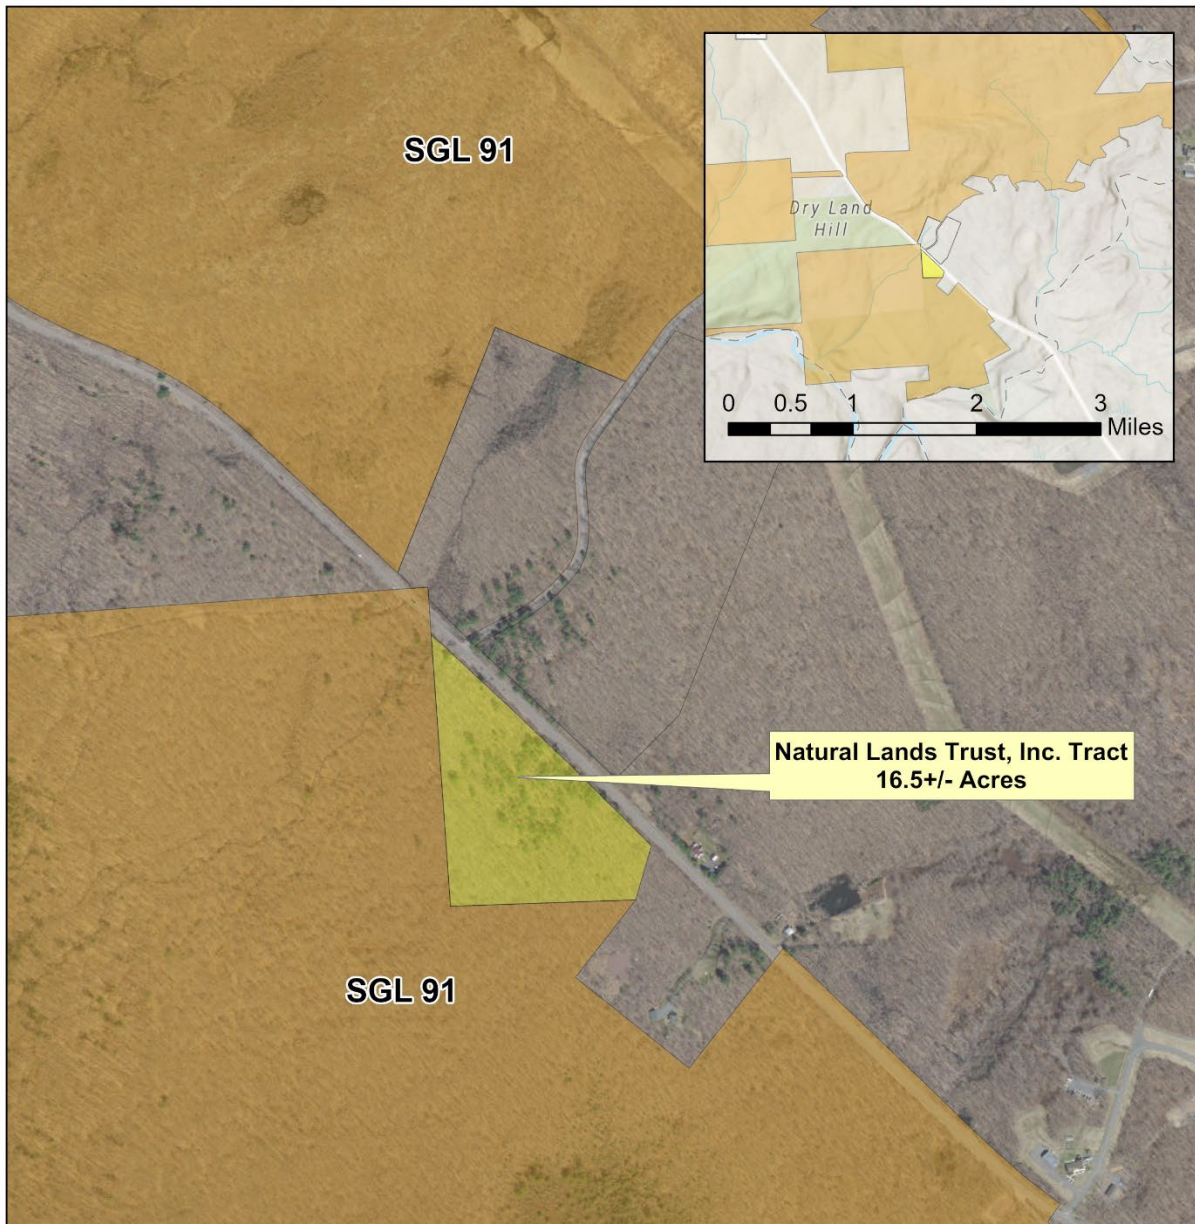 SGL 91
Dry Land
Hill
0 0.5 1 2 3
Miles
Natural Lands Trust, Inc. Tract
16.5+/- Acres
SGL 91